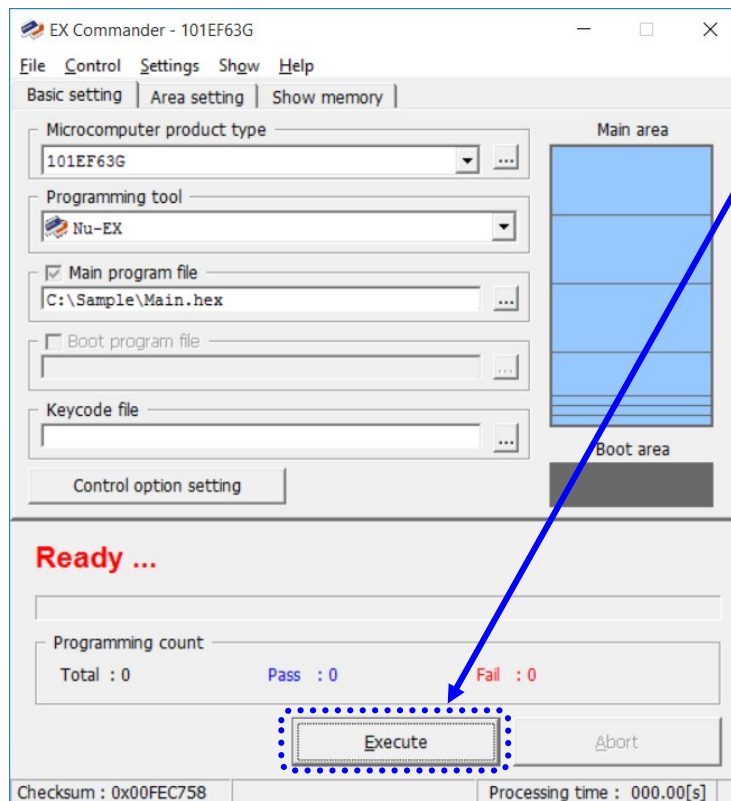 EX Commander - 101EF63G
File Control Settings Show Help
Basic setting Area setting Show memory
Microcomputer product type
101EF63G
...
Programming tool
Nu-EX
Main program file
C:\Sample\Main.hex
...
Boot program file
...
Keycode file
...
Control option setting
Main area
Boot area
Ready ...
Programming count
Total : 0 Pass : 0 Fail : 0
Execute Abort
Checksum : 0x00FEC758 Processing time : 000.00[s]